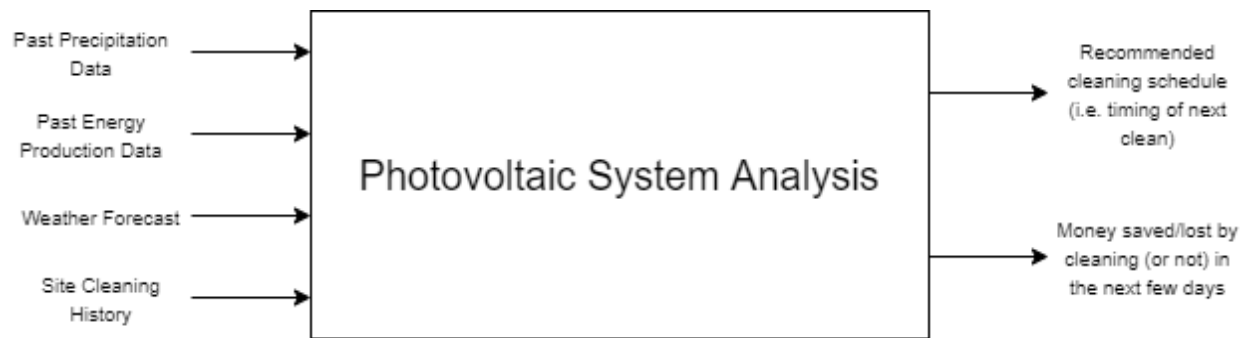 Past Precipitation
Data
Past Energy
Production Data
Weather Forecast
Site Cleaning
History
Photovoltaic System Analysis
Recommended
cleaning schedule
(i.e. timing of next
clean)
Money saved/lost by
cleaning (or not) in
the next few days